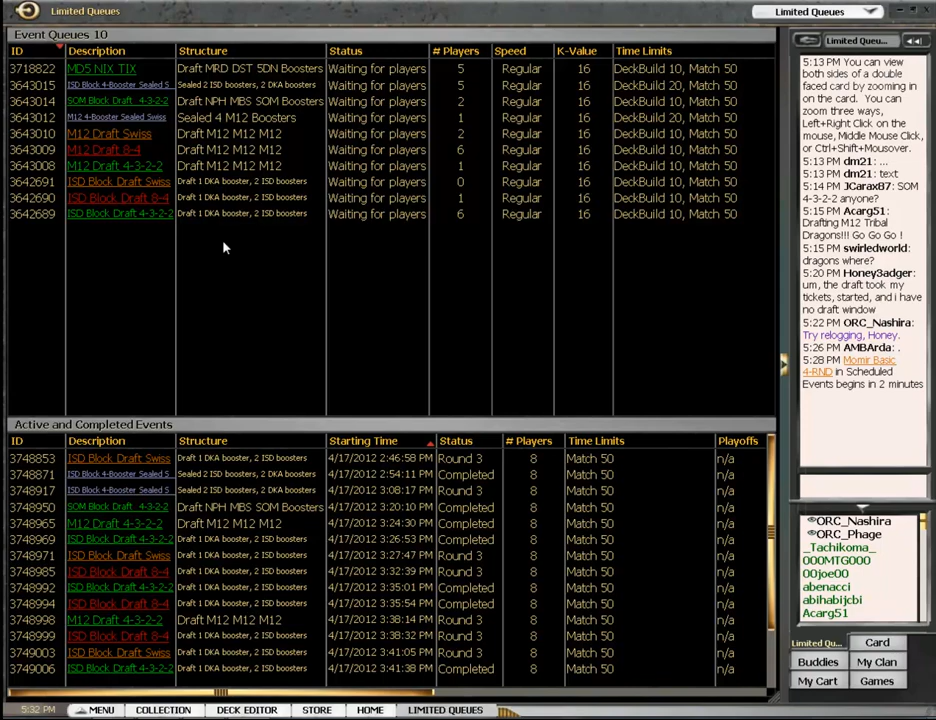 Limited Queues
Limited Queues
Event Queues 10
ID Description Structure Status # Players Speed K-Value Time Limits
3718822 MD5 NIX TIX Draft MRD DST 5DN Boosters Waiting for players 5 Regular 16 DeckBuild 10, Match 50
3643015 ISD Block 4-Booster Sealed S Sealed 2 ISD boosters, 2 DKA boosters Waiting for players 5 Regular 16 DeckBuild 20, Match 50
3643014 SOM Block Draft 4-3-2-2 Draft NPH MBS SOM Boosters Waiting for players 2 Regular 16 DeckBuild 10, Match 50
3643012 M12 4-Booster Sealed Swiss Sealed 4 M12 Boosters Waiting for players 1 Regular 16 DeckBuild 20, Match 50
3643010 M12 Draft Swiss Draft M12 M12 M12 Waiting for players 2 Regular 16 DeckBuild 10, Match 50
3643009 M12 Draft 8-4 Draft M12 M12 M12 Waiting for players 6 Regular 16 DeckBuild 10, Match 50
3643008 M12 Draft 4-3-2-2 Draft M12 M12 M12 Waiting for players 1 Regular 16 DeckBuild 10, Match 50
3642691 ISD Block Draft Swiss Draft 1 DKA booster, 2 ISD boosters Waiting for players 0 Regular 16 DeckBuild 10, Match 50
3642690 ISD Block Draft 8-4 Draft 1 DKA booster, 2 ISD boosters Waiting for players 1 Regular 16 DeckBuild 10, Match 50
3642689 ISD Block Draft 4-3-2-2 Draft 1 DKA booster, 2 ISD boosters Waiting for players 6 Regular 16 DeckBuild 10, Match 50
Active and Completed Events
ID Description Structure Starting Time Status # Players Time Limits Playoffs
3748853 ISD Block Draft Swiss Draft 1 DKA booster, 2 ISD boosters 4/17/2012 2:46:58 PM Round 3 8 Match 50 n/a
3748871 ISD Block 4-Booster Sealed S Sealed 2 ISD boosters, 2 DKA boosters 4/17/2012 2:54:11 PM Completed 8 Match 50 n/a
3748917 ISD Block 4-Booster Sealed S Sealed 2 ISD boosters, 2 DKA boosters 4/17/2012 3:08:17 PM Round 3 8 Match 50 n/a
3748950 SOM Block Draft 4-3-2-2 Draft NPH MBS SOM Boosters 4/17/2012 3:20:10 PM Completed 8 Match 50 n/a
3748965 M12 Draft 4-3-2-2 Draft M12 M12 M12 4/17/2012 3:24:30 PM Completed 8 Match 50 n/a
3748969 ISD Block Draft 4-3-2-2 Draft 1 DKA booster, 2 ISD boosters 4/17/2012 3:26:53 PM Completed 8 Match 50 n/a
3748971 ISD Block Draft Swiss Draft 1 DKA booster, 2 ISD boosters 4/17/2012 3:27:47 PM Round 3 8 Match 50 n/a
3748985 ISD Block Draft 8-4 Draft 1 DKA booster, 2 ISD boosters 4/17/2012 3:32:39 PM Round 3 8 Match 50 n/a
3748992 ISD Block Draft 4-3-2-2 Draft 1 DKA booster, 2 ISD boosters 4/17/2012 3:35:01 PM Completed 8 Match 50 n/a
3748994 ISD Block Draft 8-4 Draft 1 DKA booster, 2 ISD boosters 4/17/2012 3:35:54 PM Completed 8 Match 50 n/a
3748998 M12 Draft 4-3-2-2 Draft M12 M12 M12 4/17/2012 3:38:14 PM Completed 8 Match 50 n/a
3748999 ISD Block Draft 8-4 Draft 1 DKA booster, 2 ISD boosters 4/17/2012 3:38:32 PM Round 3 8 Match 50 n/a
3749003 ISD Block Draft Swiss Draft 1 DKA booster, 2 ISD boosters 4/17/2012 3:41:05 PM Round 3 8 Match 50 n/a
3749006 ISD Block Draft 4-3-2-2 Draft 1 DKA booster, 2 ISD boosters 4/17/2012 3:41:38 PM Completed 8 Match 50 n/a
Limited Queu...
5:13 PM You can view
both sides of a double
faced card by zooming in
on the card. You can
zoom three ways,
Left+Right Click on the
mouse, Middle Mouse Click,
or Ctrl+Shift+Mousover.
5:13 PM dm21: ...
5:13 PM dm21: text
5:14 PM JCarax87: SOM
4-3-2-2 anyone?
5:15 PM Acarg51:
Drafting M12 Tribal
Dragons!!! Go Go Go !
5:15 PM swirledworld:
dragons where?
5:20 PM Honey3adger:
um, the draft took my
tickets, started, and i have
no draft window
5:22 PM ORC_Nashira:
Try relogging, Honey.
5:26 PM AMBArda: .
5:28 PM Momir Basic
4-RND in Scheduled
Events begins in 2 minutes
ORC_Nashira
ORC_Phage
_Tachikoma_
000MTG000
00joe00
abenacci
abihabijcbi
Acarg51
Limited Qu... Card
Buddies My Clan
My Cart Games
5:32 PM MENU COLLECTION DECK EDITOR STORE HOME LIMITED QUEUES